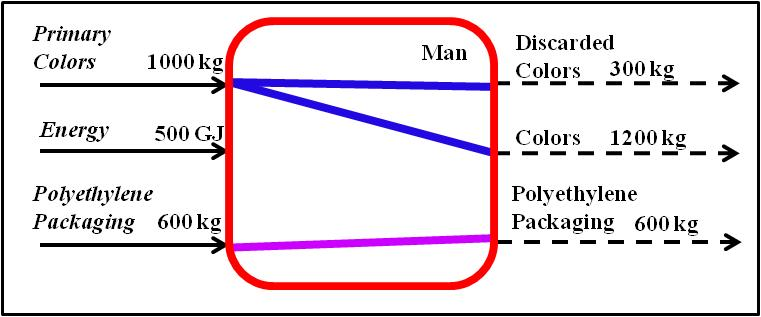 Primary
Colors 1000 kg
Man
Discarded
Colors 300 kg
Energy 500 GJ
Colors 1200 kg
Polyethylene
Packaging 600 kg
Polyethylene
Packaging 600 kg